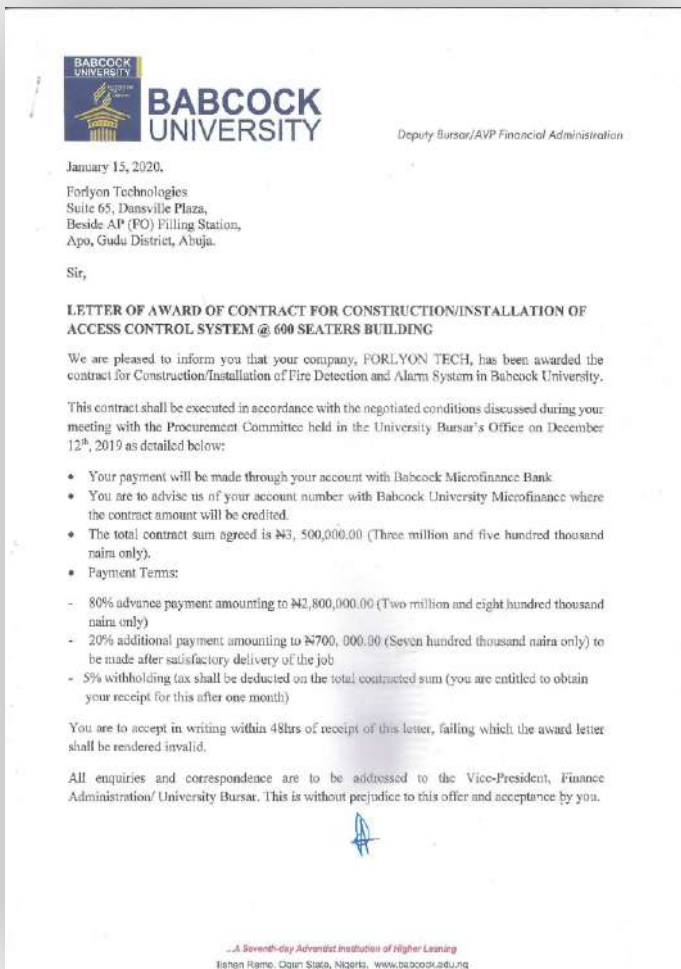 BABCOCK
UNIVERSITY
BABCOCK
UNIVERSITY
Deputy Bursar/AVP Financial Administration
January 15, 2020.
Forlyon Technologies
Suite 65, Dansville Plaza,
Beside AP (FO) Filling Station,
Apo, Gudu District, Abuja.
Sir,
LETTER OF AWARD OF CONTRACT FOR CONSTRUCTION/INSTALLATION OF
ACCESS CONTROL SYSTEM @ 600 SEATERS BUILDING
We are pleased to inform you that your company, FORLYON TECH, has been awarded the
contract for Construction/Installation of Fire Detection and Alarm System in Babcock University.
This contract shall be executed in accordance with the negotiated conditions discussed during your
meeting with the Procurement Committee held in the University Bursar's Office on December
12th, 2019 as detailed below:
• Your payment will be made through your account with Babcock Microfinance Bank
• You are to advise us of your account number with Babcock University Microfinance where
the contract amount will be credited.
• The total contract sum agreed is ₦3, 500,000.00 (Three million and five hundred thousand
naira only).
• Payment Terms:
- 80% advance payment amounting to ₦2,800,000.00 (Two million and eight hundred thousand
naira only)
- 20% additional payment amounting to ₦700, 000.00 (Seven hundred thousand naira only) to
be made after satisfactory delivery of the job
- 5% withholding tax shall be deducted on the total contracted sum (you are entitled to obtain
your receipt for this after one month)
You are to accept in writing within 48hrs of receipt of this letter, failing which the award letter
shall be rendered invalid.
All enquiries and correspondence are to be addressed to the Vice-President, Finance
Administration/ University Bursar. This is without prejudice to this offer and acceptance by you.
...A Seventh-day Adventist Institution of Higher Learning
Ilishan Remo, Ogun State, Nigeria, www.babcock.edu.ng